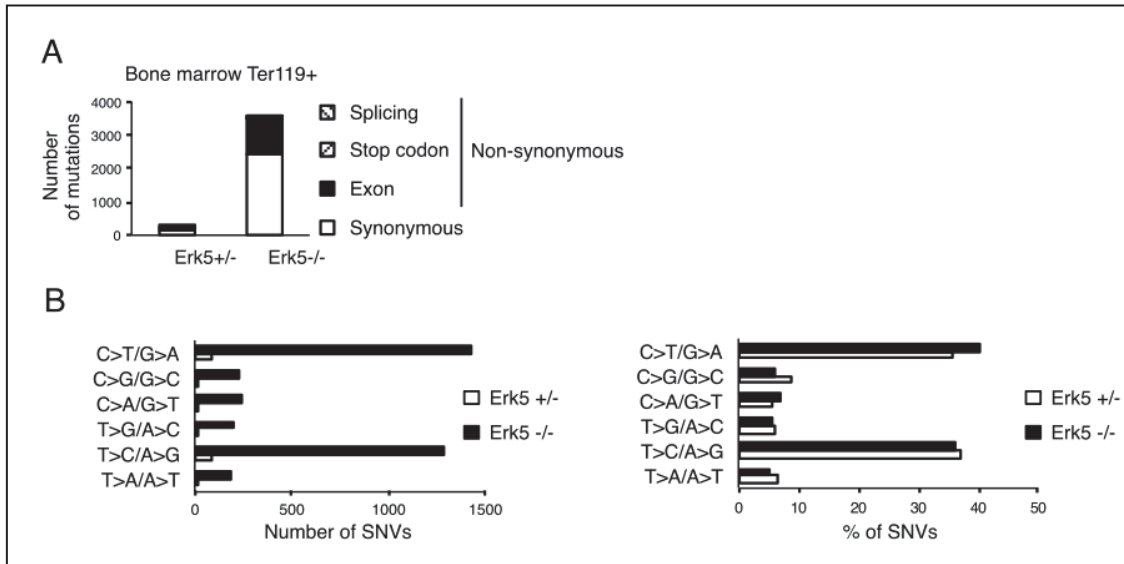 A
Bone marrow Ter119+
Number
of mutations
4000
3000
2000
1000
0
Erk5+/-
Erk5-/-
Splicing
Stop codon
Exon
Synonymous
Non-synonymous
B
C>T/G>A
C>G/G>C
C>A/G>T
T>G/A>C
T>C/A>G
T>A/A>T
0 500 1000 1500
Number of SNVs
Erk5 +/-
Erk5 -/-
C>T/G>A
C>G/G>C
C>A/G>T
T>G/A>C
T>C/A>G
T>A/A>T
0 10 20 30 40 50
% of SNVs
Erk5 +/-
Erk5 -/-